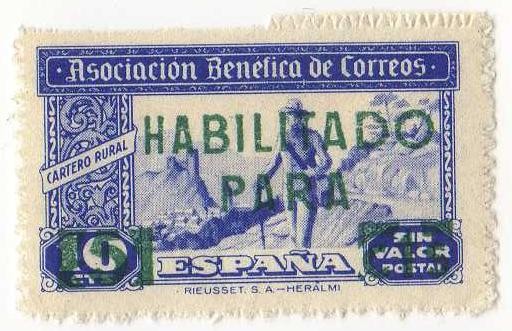 · Asociación Benéfica de Correos ·
HABILITADO
PARA
CARTERO RURAL
10
CTS
ESPAÑA
SIN
VALOR
POSTAL
RIEUSSET. S. A.—HERALMI